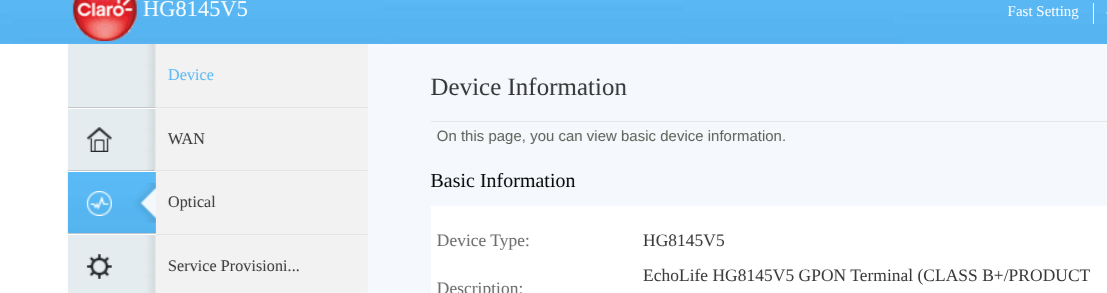 Claro-
HG8145V5
Fast Setting
Device
Device Information
On this page, you can view basic device information.
WAN
Basic Information
Optical
Device Type:
HG8145V5
Service Provisioni...
EchoLife HG8145V5 GPON Terminal (CLASS B+/PRODUCT
Description: